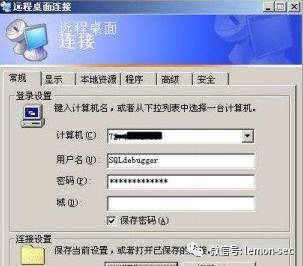 远程桌面连接
远程桌面
连接
常规 显示 本地资源 程序 高级 安全
登录设置
键入计算机名，或者从下拉列表中选择一台计算机。
计算机(C)
用户名(U): SQLdebugger
密码(P): *************
域(D):
保存密码(A)
连接设置
保存当前设置，或者打开已保存的连接。
微信号: lemon-sec